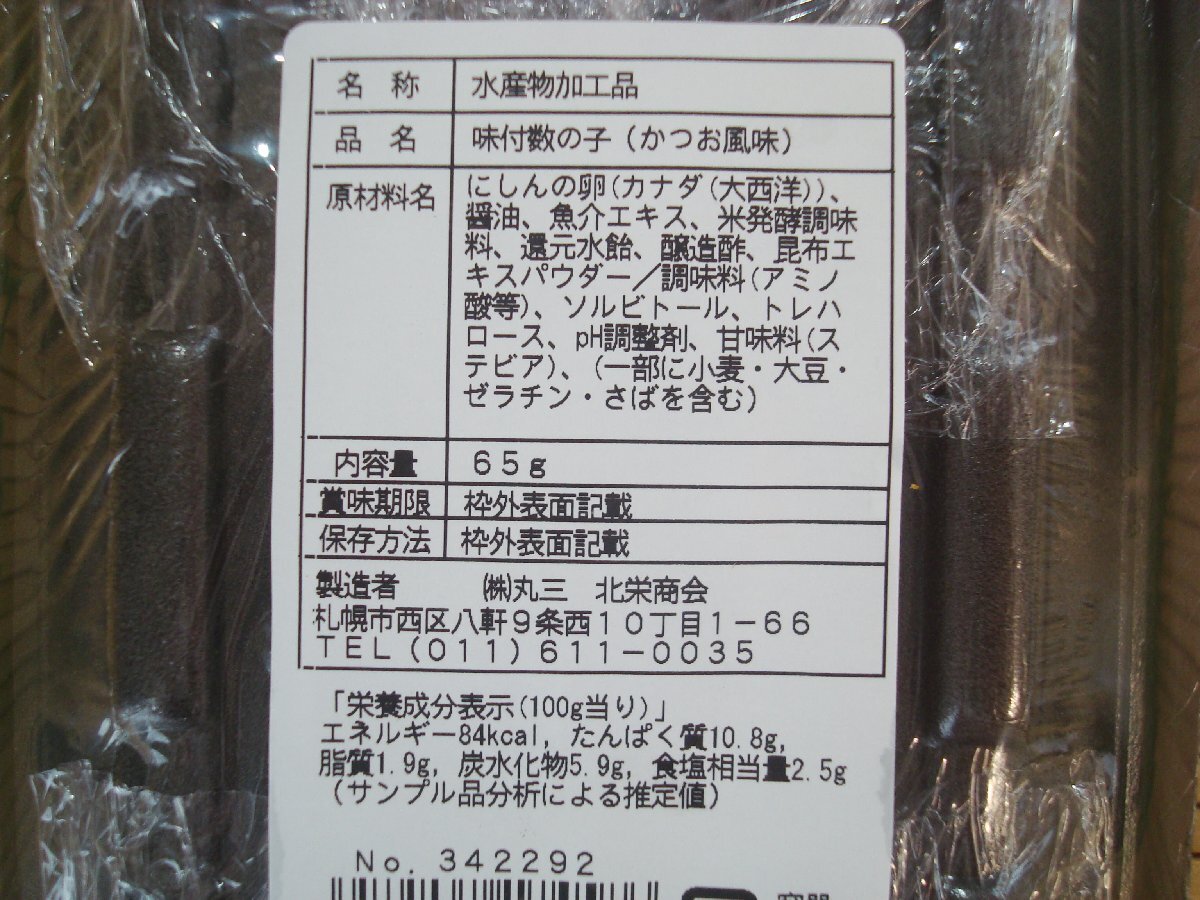 名 称 水産物加工品
品 名 味付数の子（かつお風味）
原材料名 にしんの卵(カナダ(大西洋))、
醤油、魚介エキス、米発酵調味
料、還元水飴、醸造酢、昆布エ
キスパウダー／調味料(アミノ
酸等)、ソルビトール、トレハ
ロース、pH調整剤、甘味料(ス
テビア)、(一部に小麦・大豆・
ゼラチン・さばを含む)
内容量 ６５ｇ
賞味期限 枠外表面記載
保存方法 枠外表面記載
製造者 ㈱丸三 北栄商会
札幌市西区八軒９条西１０丁目１－６６
ＴＥＬ（０１１）６１１－００３５
「栄養成分表示(100g当り)」
エネルギー84kcal, たんぱく質10.8g,
脂質1.9g, 炭水化物5.9g, 食塩相当量2.5g
(サンプル品分析による推定値)
Ｎｏ．３４２２９２